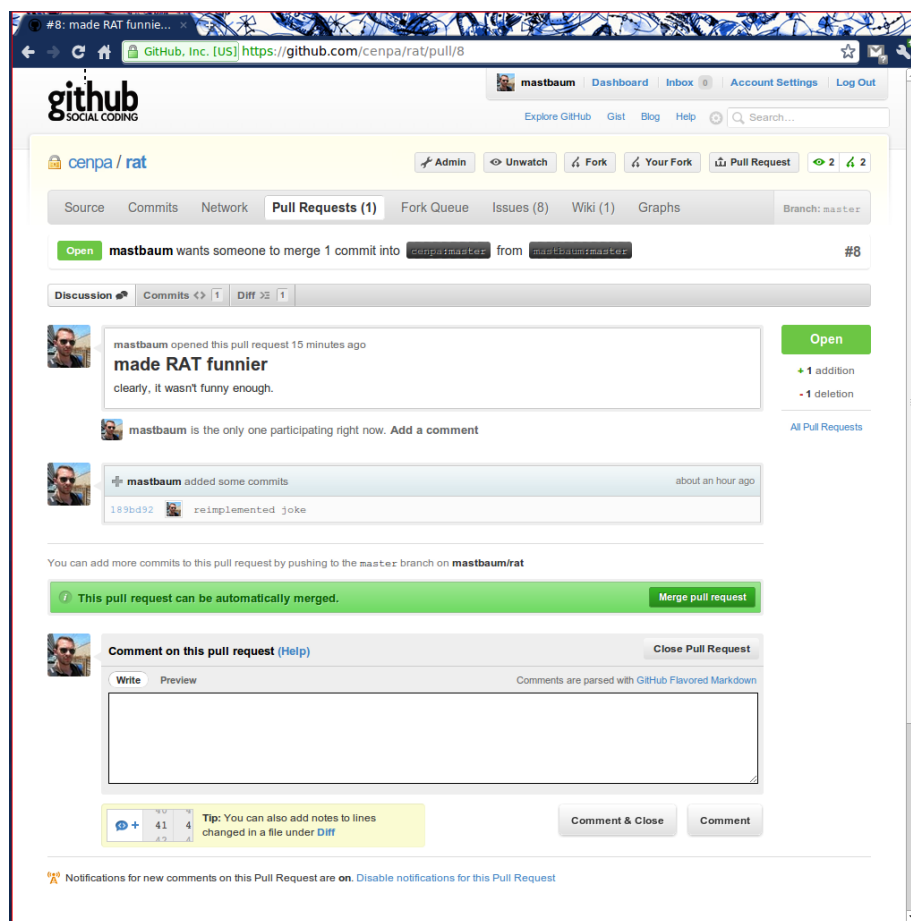 #8: made RAT funnie... ×
GitHub, Inc. [US] https://github.com/cenpa/rat/pull/8
github
SOCIAL CODING
mastbaum Dashboard Inbox 0 Account Settings Log Out
Explore GitHub Gist Blog Help Search...
cenpa / rat
Admin Unwatch Fork Your Fork Pull Request 2 2
Source Commits Network Pull Requests (1) Fork Queue Issues (8) Wiki (1) Graphs Branch: master
Open mastbaum wants someone to merge 1 commit into cenpa:master from mastbaum:master #8
Discussion Commits <> 1 Diff 1
mastbaum opened this pull request 15 minutes ago
made RAT funnier
clearly, it wasn't funny enough.
Open
+ 1 addition
- 1 deletion
All Pull Requests
mastbaum is the only one participating right now. Add a comment
mastbaum added some commits about an hour ago
189bd92 reimplemented joke
You can add more commits to this pull request by pushing to the master branch on mastbaum/rat
This pull request can be automatically merged. Merge pull request
Comment on this pull request (Help) Close Pull Request
Write Preview Comments are parsed with GitHub Flavored Markdown
41 4
Tip: You can also add notes to lines
changed in a file under Diff
Comment & Close Comment
Notifications for new comments on this Pull Request are on. Disable notifications for this Pull Request